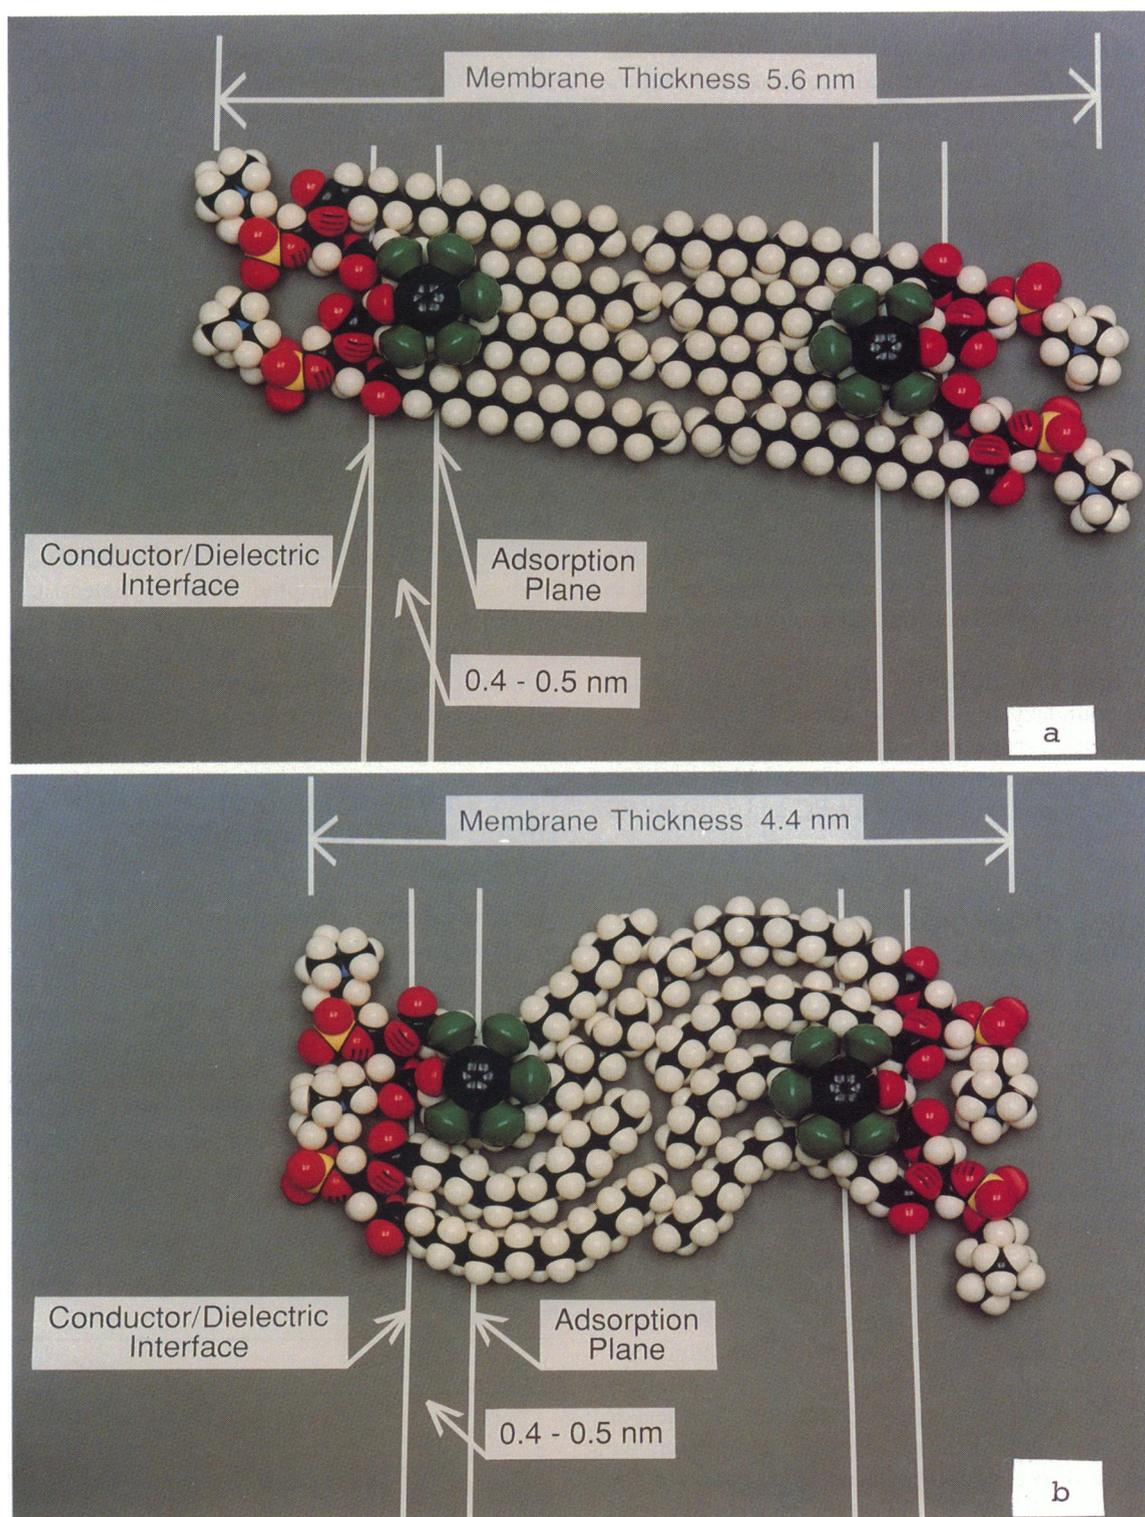 Membrane Thickness 5.6 nm
Conductor/Dielectric
Interface
Adsorption
Plane
0.4 - 0.5 nm
a
Membrane Thickness 4.4 nm
Conductor/Dielectric
Interface
Adsorption
Plane
0.4 - 0.5 nm
b